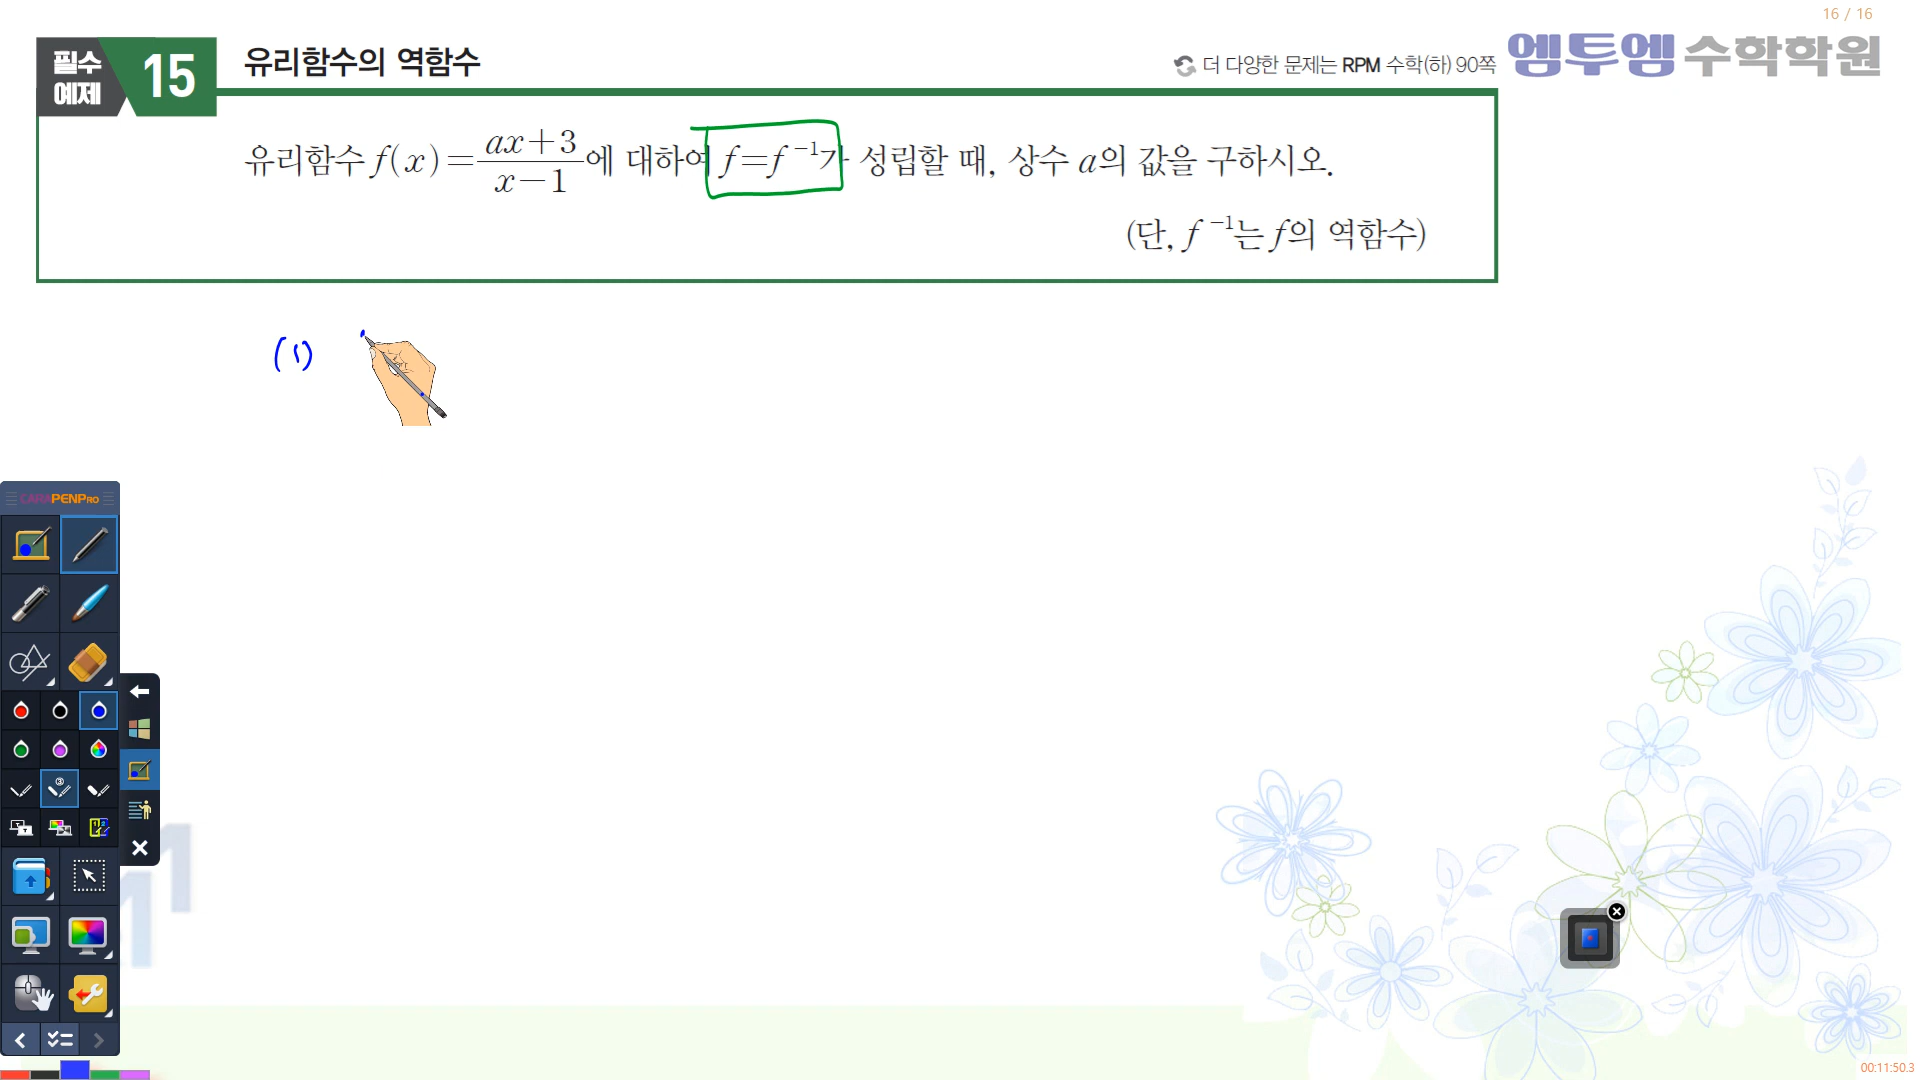 16 / 16
필수 예제 15 유리함수의 역함수
더 다양한 문제는 RPM 수학(하) 90쪽
엠투엠 수학학원
유리함수 f(x)=\frac{ax+3}{x-1}에 대하여 f=f^{-1}가 성립할 때, 상수 a의 값을 구하시오.
(단, f^{-1}는 f의 역함수)
(1)
CARAPENPRO
00:11:50.3